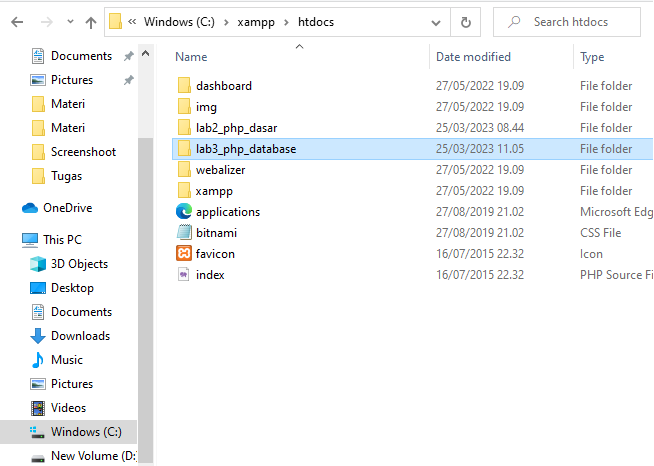 « Windows (C:) › xampp › htdocs
Search htdocs
Documents
Pictures
Materi
Materi
Screenshoot
Tugas
OneDrive
This PC
3D Objects
Desktop
Documents
Downloads
Music
Pictures
Videos
Windows (C:)
New Volume (D:
Name Date modified Type
dashboard 27/05/2022 19.09 File folder
img 27/05/2022 19.09 File folder
lab2_php_dasar 25/03/2023 08.44 File folder
lab3_php_database 25/03/2023 11.05 File folder
webalizer 27/05/2022 19.09 File folder
xampp 27/05/2022 19.09 File folder
applications 27/08/2019 21.02 Microsoft Edg
bitnami 27/08/2019 21.02 CSS File
favicon 16/07/2015 22.32 Icon
index 16/07/2015 22.32 PHP Source Fi